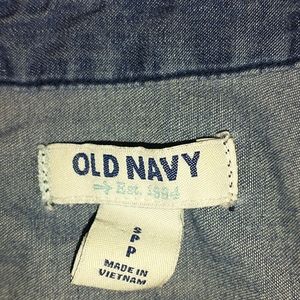 OLD NAVY
Est. 1994
S
P P
MADE IN
VIETNAM